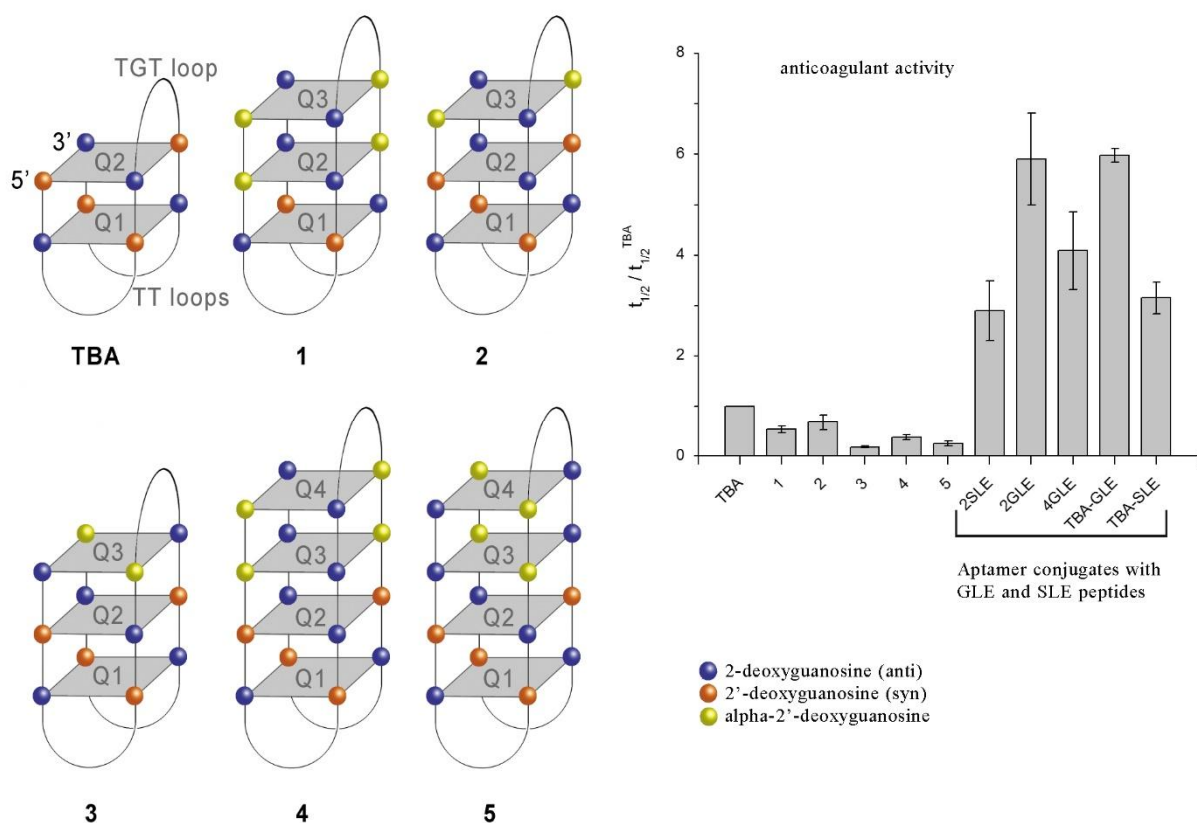 TGT loop
3’
5’
Q2
Q1
TT loops
TBA
Q3
Q2
Q1
1
Q3
Q2
Q1
2
Q3
Q2
Q1
3
Q4
Q3
Q2
Q1
4
Q4
Q3
Q2
Q1
5
anticoagulant activity
t1/2 / t1/2 TBA
8
6
4
2
0
TBA
1
2
3
4
5
2SLE
2GLE
4GLE
TBA-GLE
TBA-SLE
Aptamer conjugates with
GLE and SLE peptides
2-deoxyguanosine (anti)
2’-deoxyguanosine (syn)
alpha-2’-deoxyguanosine